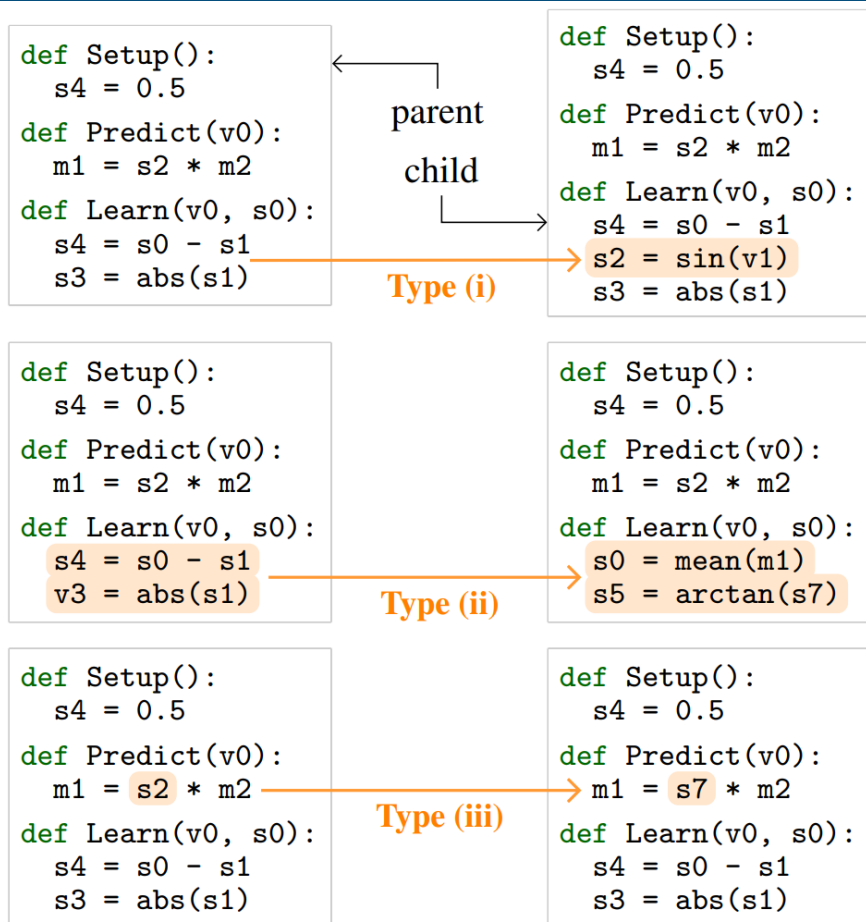 def Setup():
  s4 = 0.5
def Predict(v0):
  m1 = s2 * m2
def Learn(v0, s0):
  s4 = s0 - s1
  s3 = abs(s1)
parent
child
Type (i)
def Setup():
  s4 = 0.5
def Predict(v0):
  m1 = s2 * m2
def Learn(v0, s0):
  s4 = s0 - s1
  s2 = sin(v1)
  s3 = abs(s1)
def Setup():
  s4 = 0.5
def Predict(v0):
  m1 = s2 * m2
def Learn(v0, s0):
  s4 = s0 - s1
  v3 = abs(s1)
Type (ii)
def Setup():
  s4 = 0.5
def Predict(v0):
  m1 = s2 * m2
def Learn(v0, s0):
  s0 = mean(m1)
  s5 = arctan(s7)
def Setup():
  s4 = 0.5
def Predict(v0):
  m1 = s2 * m2
def Learn(v0, s0):
  s4 = s0 - s1
  s3 = abs(s1)
Type (iii)
def Setup():
  s4 = 0.5
def Predict(v0):
  m1 = s7 * m2
def Learn(v0, s0):
  s4 = s0 - s1
  s3 = abs(s1)